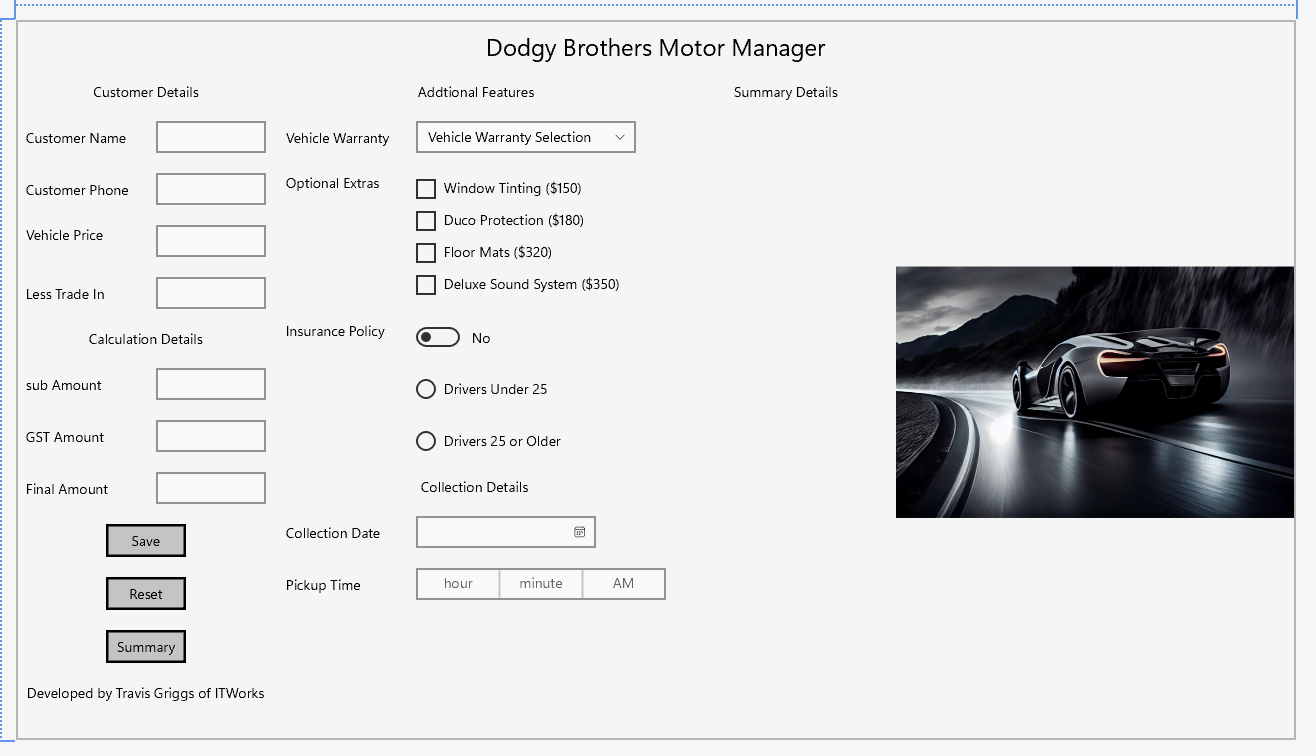 Dodgy Brothers Motor Manager
Customer Details
Customer Name
Customer Phone
Vehicle Price
Less Trade In
Calculation Details
sub Amount
GST Amount
Final Amount
Save
Reset
Summary
Developed by Travis Griggs of ITWorks
Addtional Features
Vehicle Warranty
Vehicle Warranty Selection
Optional Extras
Window Tinting ($150)
Duco Protection ($180)
Floor Mats ($320)
Deluxe Sound System ($350)
Insurance Policy
No
Drivers Under 25
Drivers 25 or Older
Collection Details
Collection Date
Pickup Time
hour minute AM
Summary Details